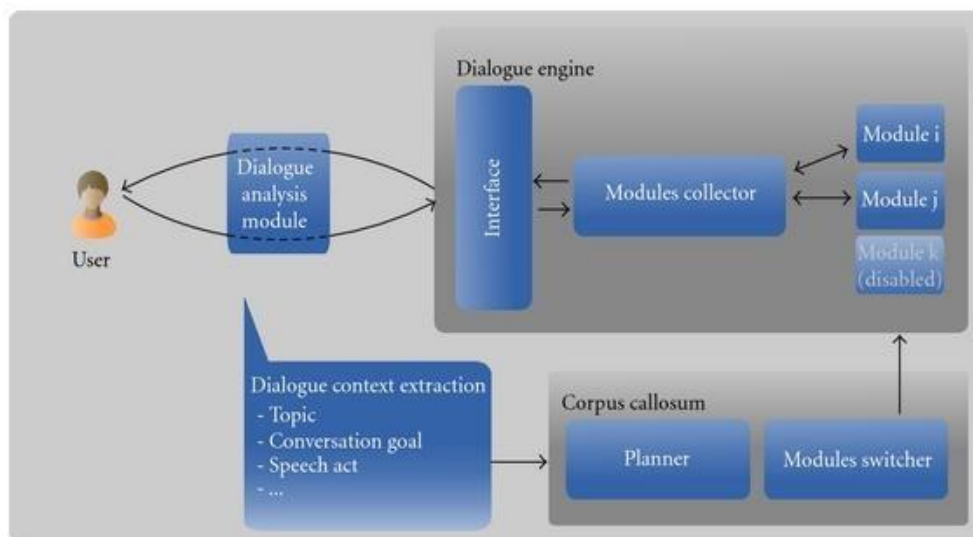 Dialogue engine
Interface
Modules collector
Module i
Module j
Module k
(disabled)
Dialogue
analysis
module
User
Dialogue context extraction
- Topic
- Conversation goal
- Speech act
- ...
Corpus callosum
Planner
Modules switcher